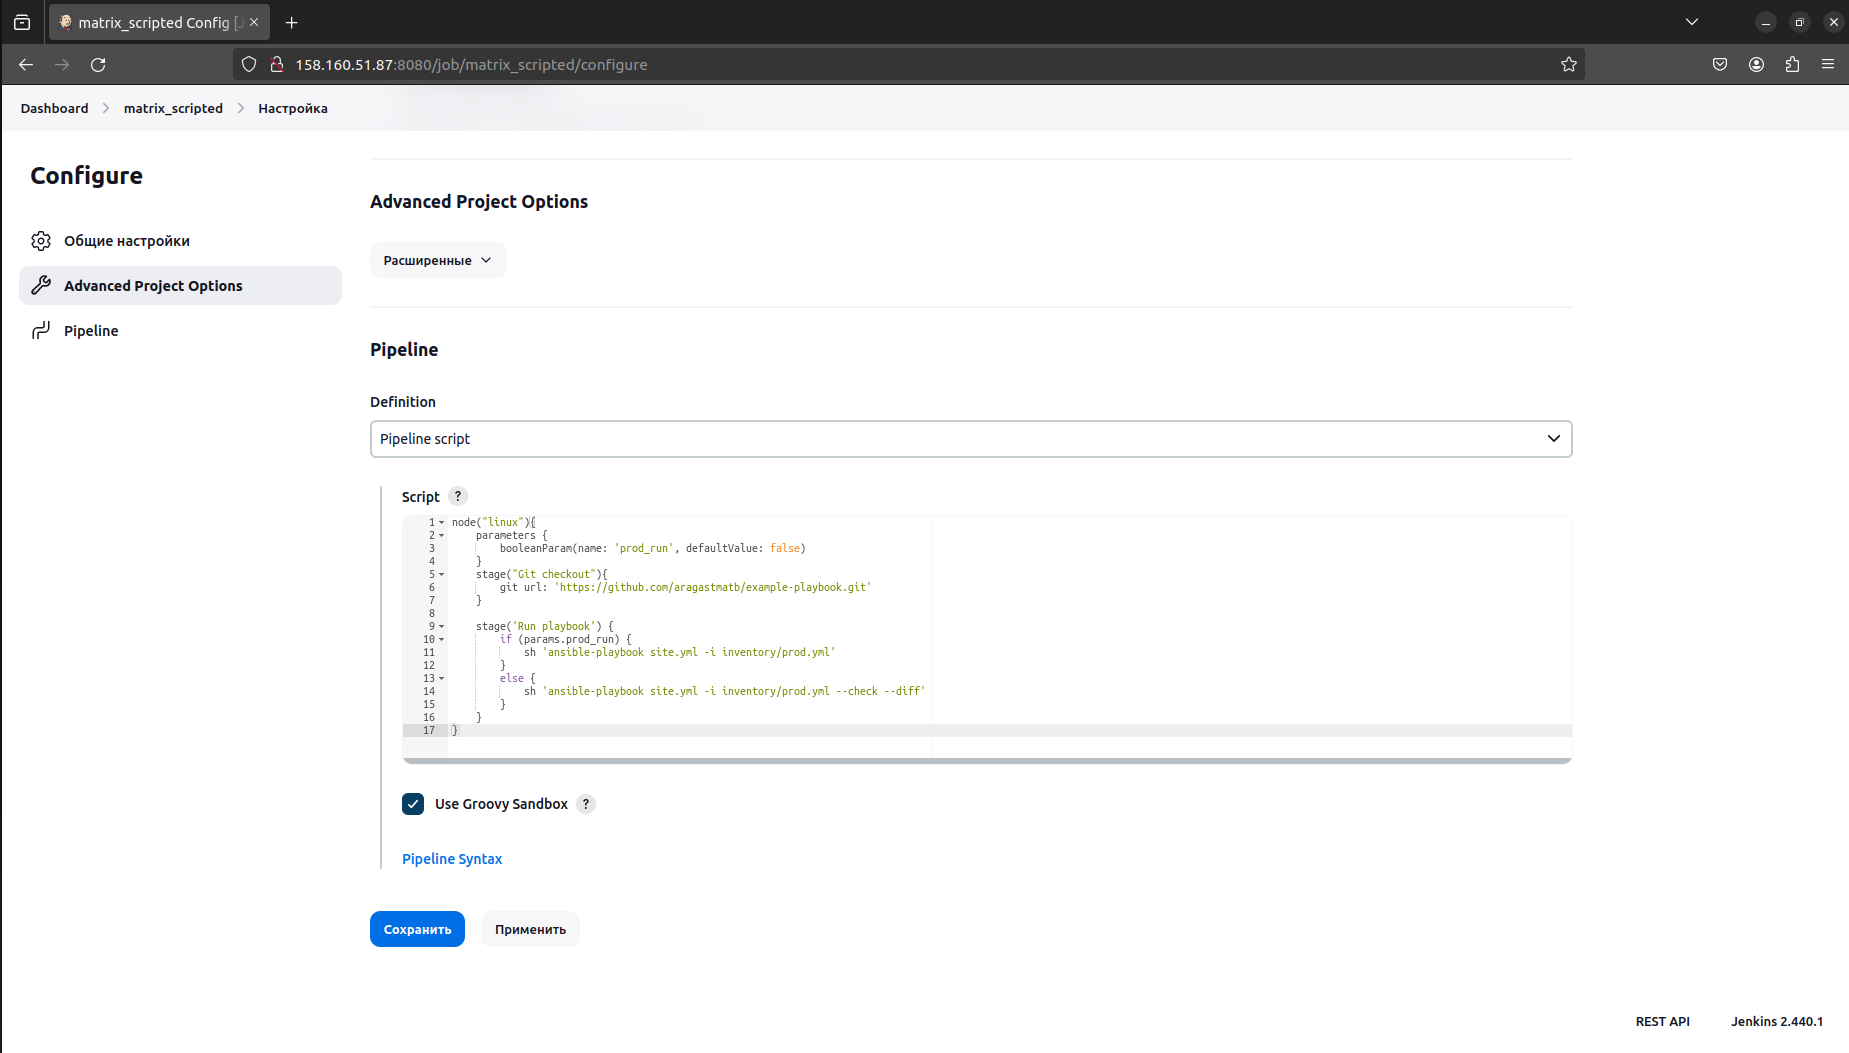 matrix_scripted Config [J
158.160.51.87:8080/job/matrix_scripted/configure
Dashboard > matrix_scripted > Настройка
Configure
Общие настройки
Advanced Project Options
Pipeline
Advanced Project Options
Расширенные
Pipeline
Definition
Pipeline script
Script ?
1 node("linux"){
2     parameters {
3         booleanParam(name: 'prod_run', defaultValue: false)
4     }
5     stage("Git checkout"){
6         git url: 'https://github.com/aragastmatb/example-playbook.git'
7     }
8
9     stage('Run playbook') {
10         if (params.prod_run) {
11             sh 'ansible-playbook site.yml -i inventory/prod.yml'
12         }
13         else {
14             sh 'ansible-playbook site.yml -i inventory/prod.yml --check --diff'
15         }
16     }
17 }
Use Groovy Sandbox ?
Pipeline Syntax
Сохранить Применить
REST API Jenkins 2.440.1